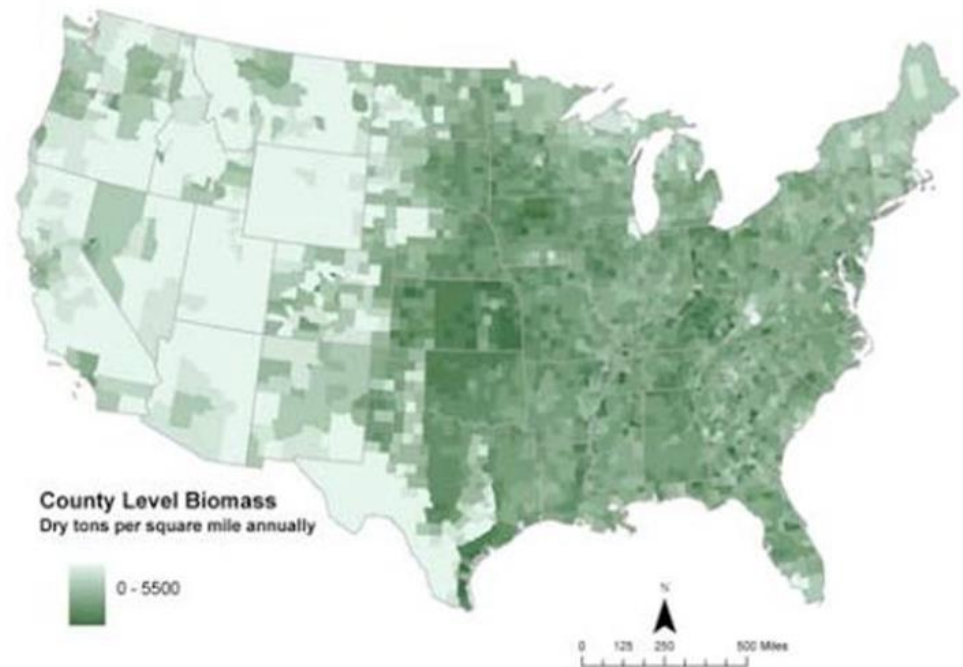 County Level Biomass
Dry tons per square mile annually
0 - 5500
N
0 125 250 500 Miles